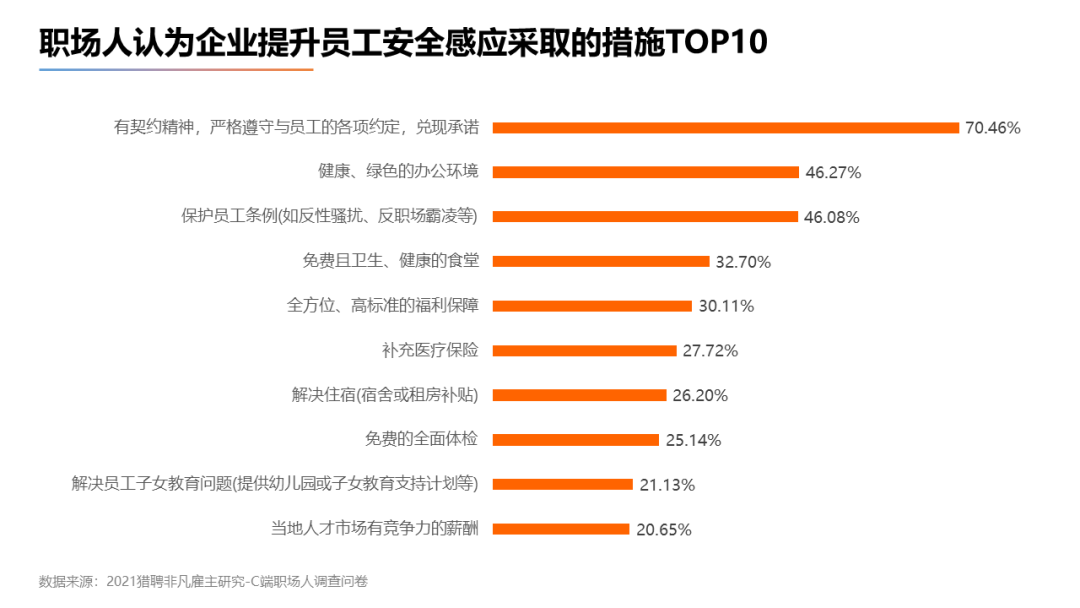 职场人认为企业提升员工安全感应采取的措施TOP10
有契约精神，严格遵守与员工的各项约定，兑现承诺 70.46%
健康、绿色的办公环境 46.27%
保护员工条例(如反性骚扰、反职场霸凌等) 46.08%
免费且卫生、健康的食堂 32.70%
全方位、高标准的福利保障 30.11%
补充医疗保险 27.72%
解决住宿(宿舍或租房补贴) 26.20%
免费的全面体检 25.14%
解决员工子女教育问题(提供幼儿园或子女教育支持计划等) 21.13%
当地人才市场有竞争力的薪酬 20.65%
数据来源：2021猎聘非凡雇主研究-C端职场人调查问卷